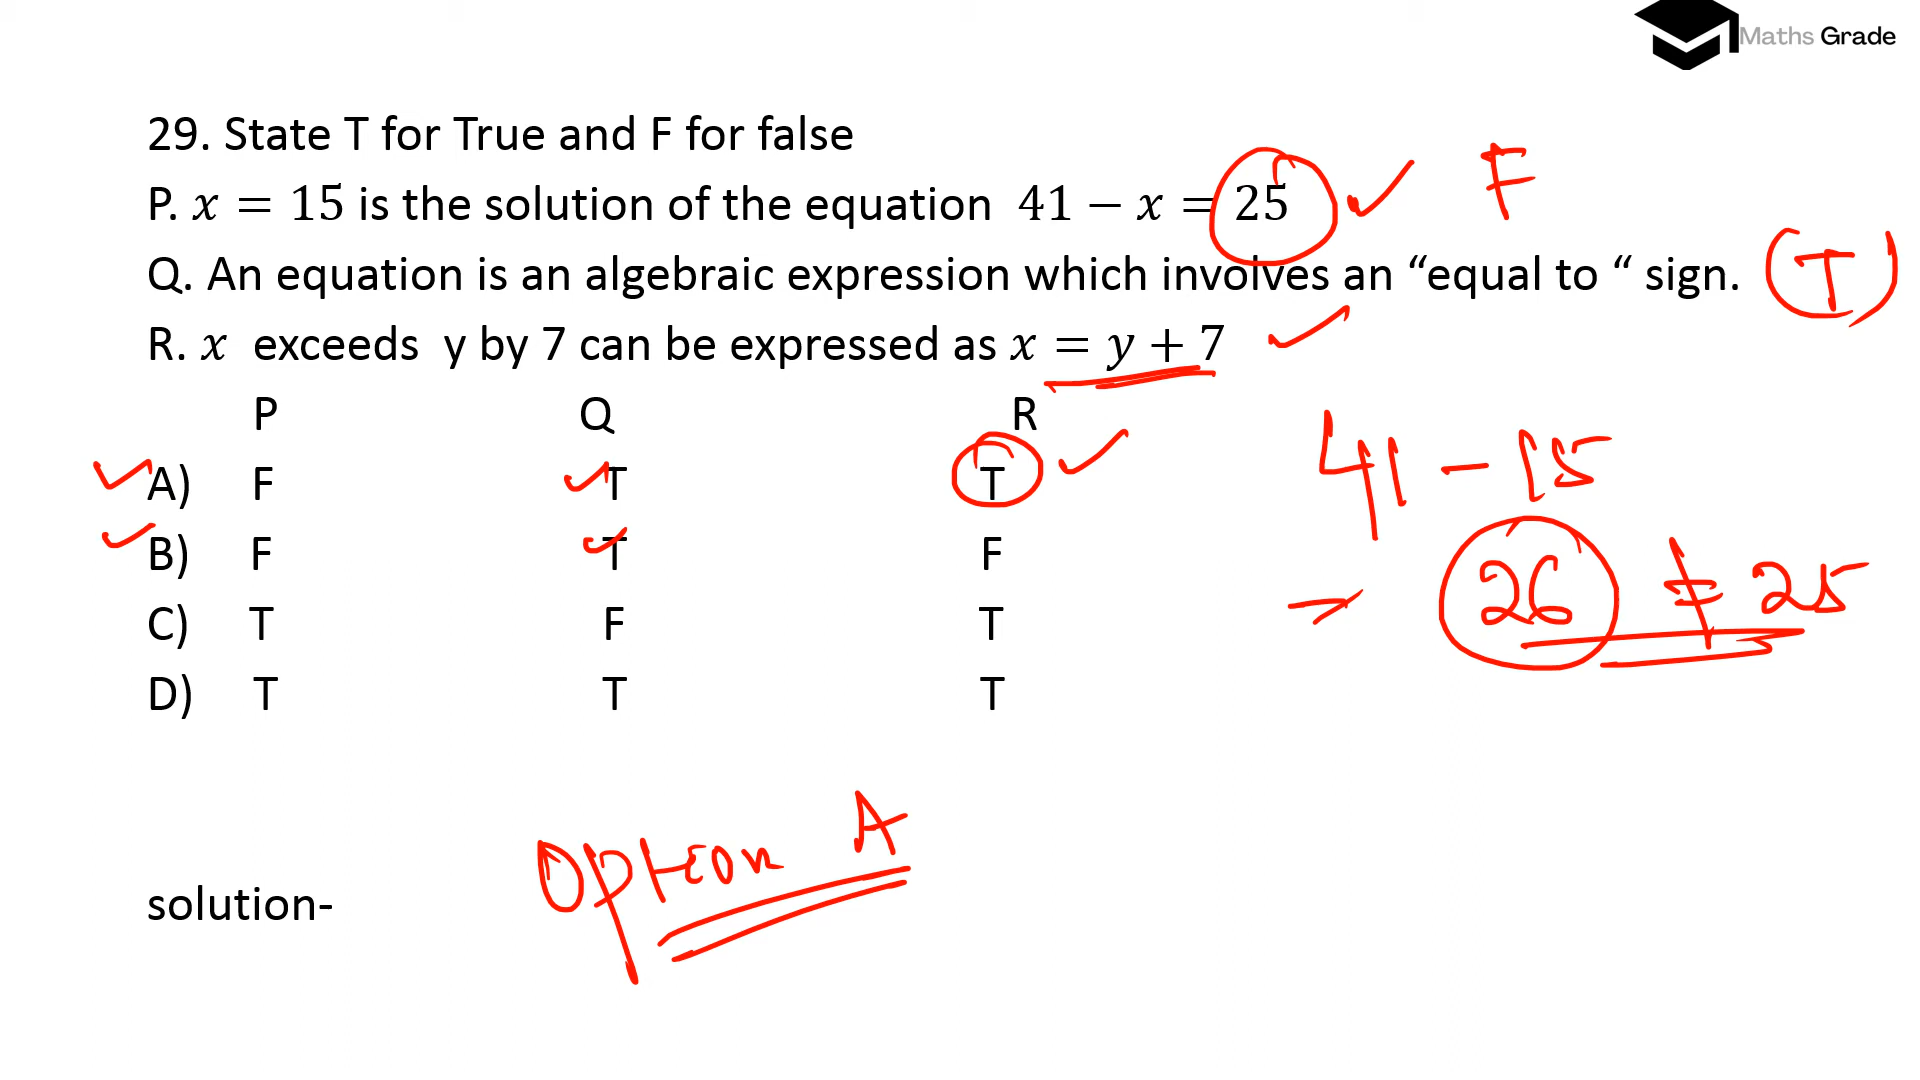 Maths Grade
29. State T for True and F for false
P. x = 15 is the solution of the equation 41 − x = 25 F
Q. An equation is an algebraic expression which involves an “equal to “ sign. (T)
R. x exceeds y by 7 can be expressed as x = y + 7
P Q R
A) F T T
B) F T F
C) T F T
D) T T T
41 − 15
= 26 ≠ 25
solution- Option A